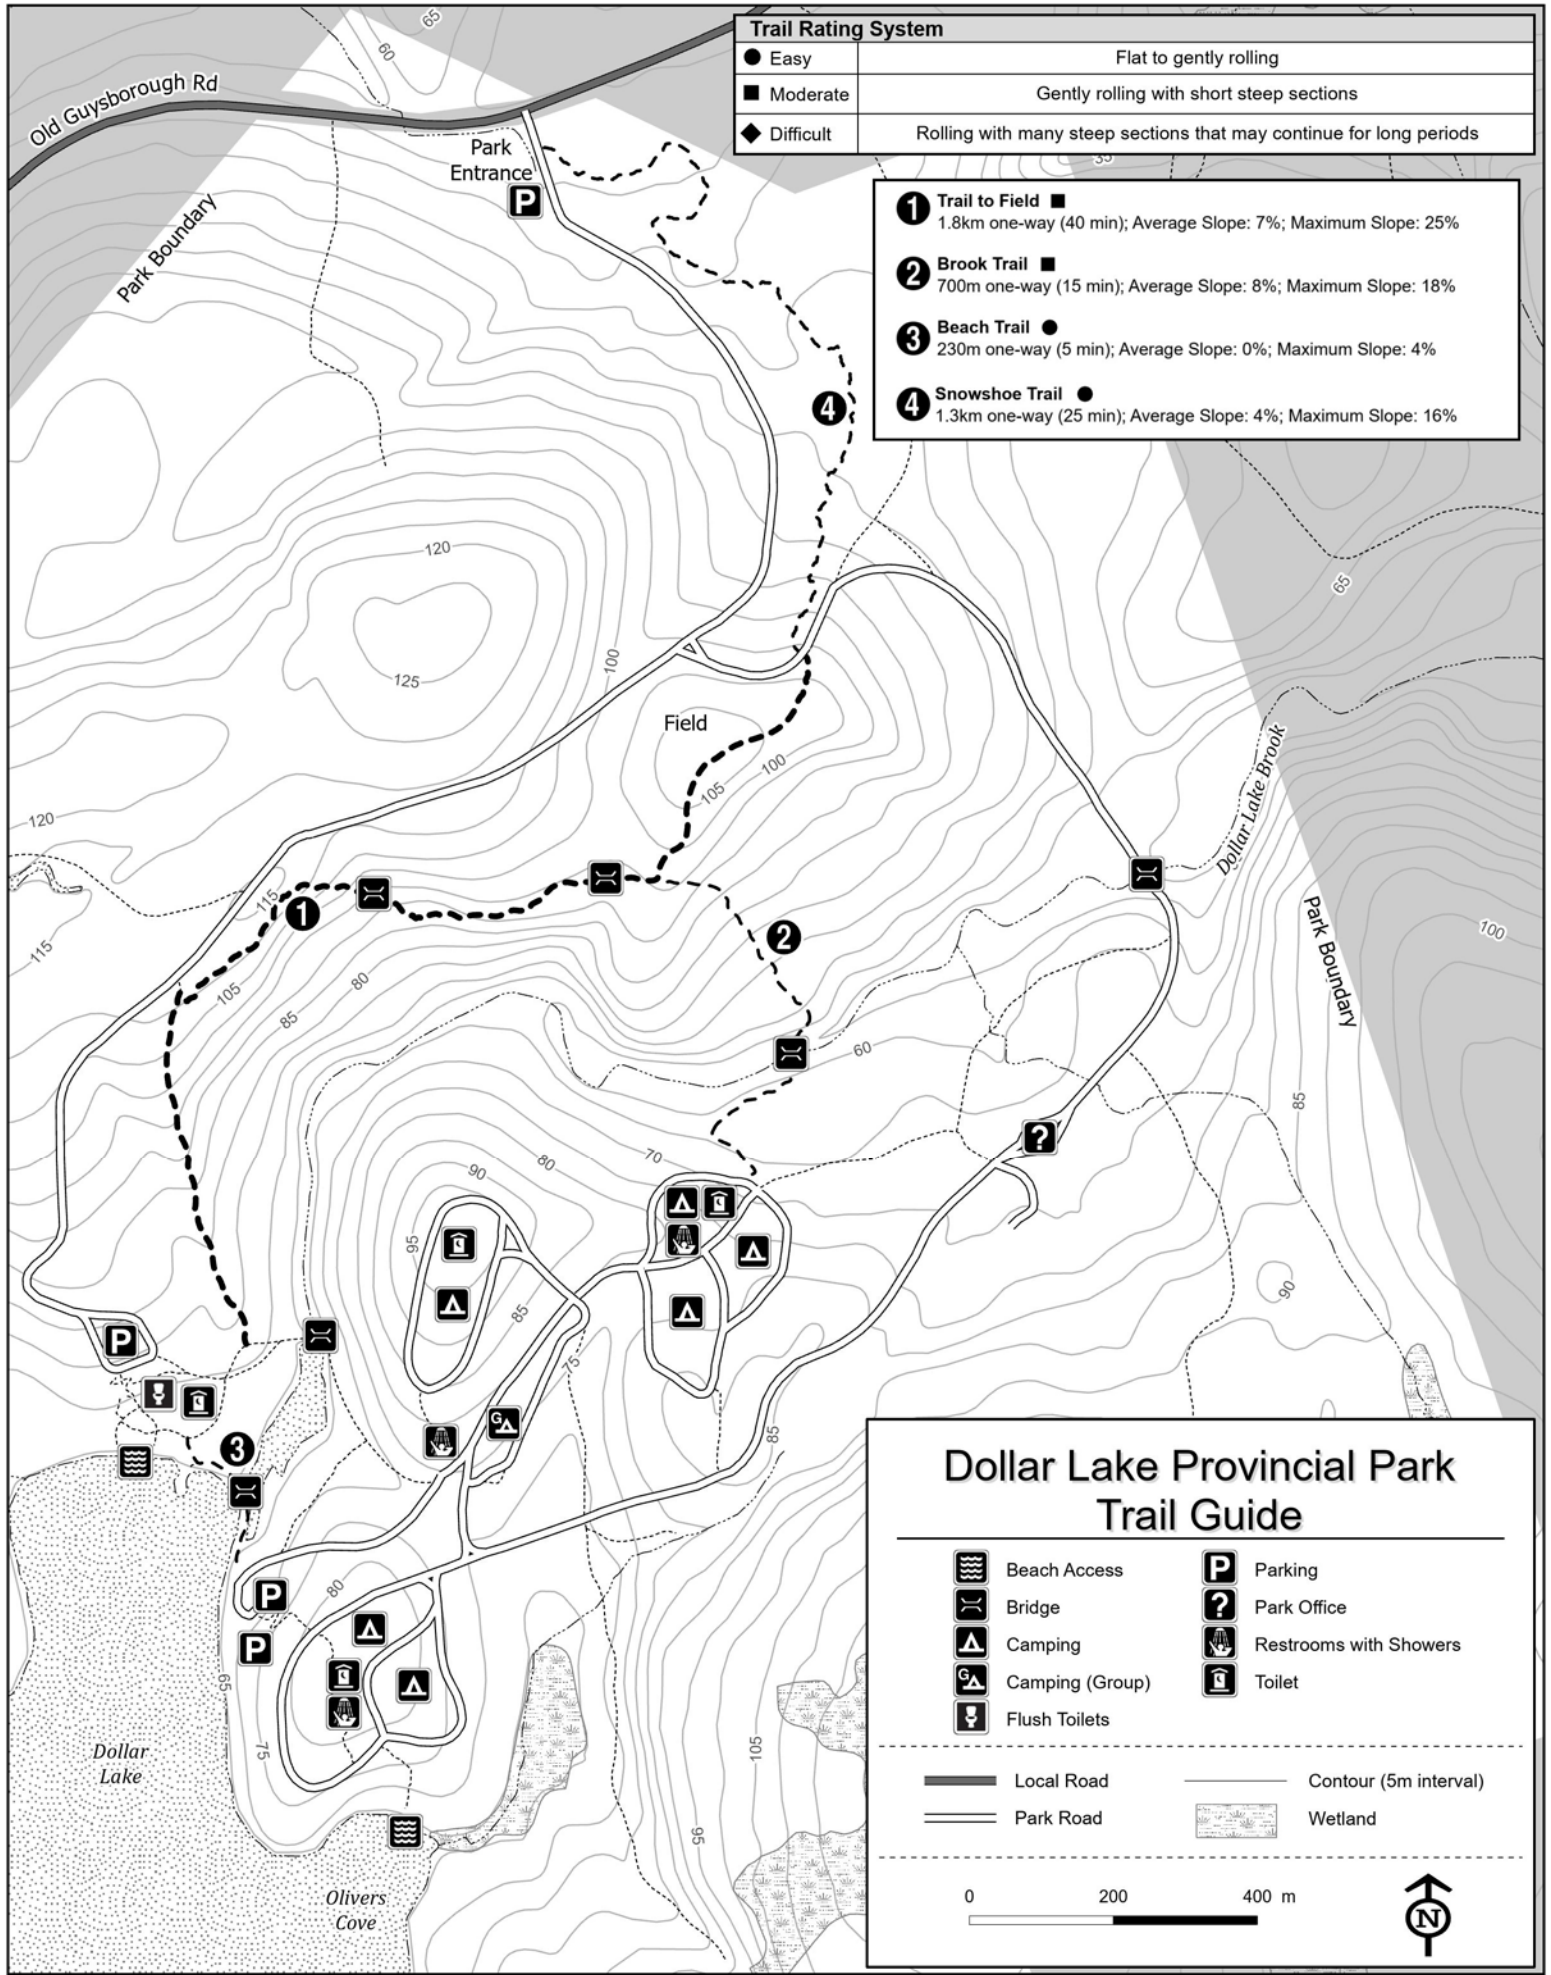 Trail Rating System
Easy
Flat to gently rolling
Moderate
Gently rolling with short steep sections
Difficult
Rolling with many steep sections that may continue for long periods
1 Trail to Field
1.8km one-way (40 min); Average Slope: 7%; Maximum Slope: 25%
2 Brook Trail
700m one-way (15 min); Average Slope: 8%; Maximum Slope: 18%
3 Beach Trail
230m one-way (5 min); Average Slope: 0%; Maximum Slope: 4%
4 Snowshoe Trail
1.3km one-way (25 min); Average Slope: 4%; Maximum Slope: 16%
65
60
Old Guysborough Rd
Park
Entrance
P
35
Park Boundary
4
120
65
125
100
Field
100
105
Dollar Lake Brook
120
115
1
2
115
105
80
85
60
100
Park Boundary
85
?
70
80
90
95
85
75
90
P
G
3
85
P
80
P
65
75
105
95
Dollar
Lake
Olivers
Cove
Dollar Lake Provincial Park
Trail Guide
Beach Access
P Parking
Bridge
? Park Office
Camping
Restrooms with Showers
G Camping (Group)
Toilet
Flush Toilets
Local Road
Contour (5m interval)
Park Road
Wetland
0 200 400 m
N